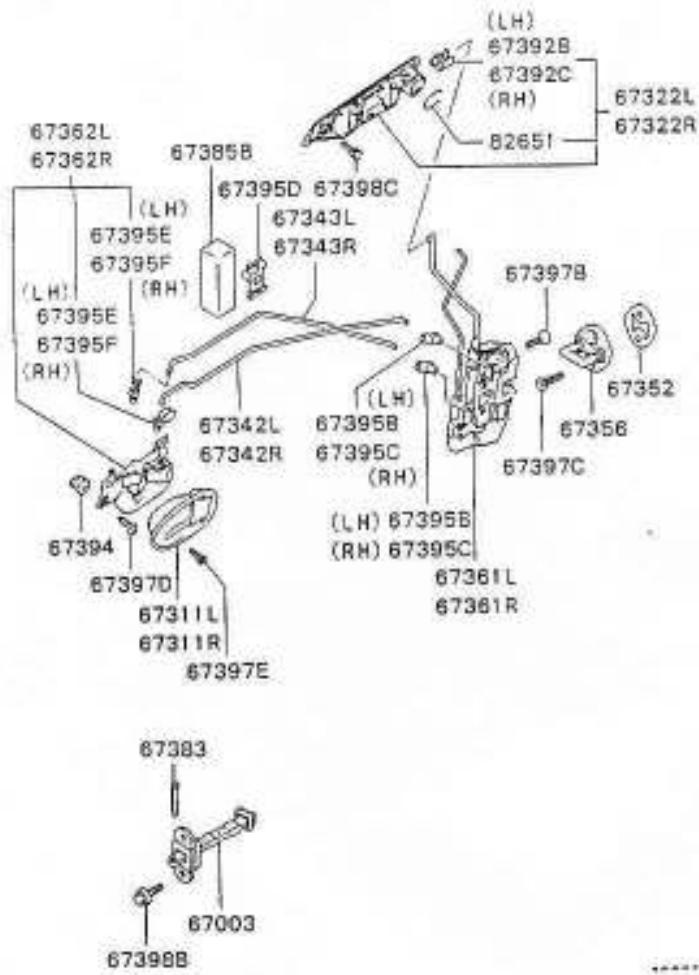 (LH)
67392B
67392C
(RH)
67322L
67322R
82651
67362L
67362R
67385B
67395D
67398C
(LH)
67395E
67395F
(RH)
67343L
67343R
(LH)
67395E
67395F
(RH)
67397B
67352
67356
67397C
67342L
67342R
(LH)
67395B
67395C
(RH)
67394
67397D
(LH) 67395B
(RH) 67395C
67361L
67361R
67311L
67311R
67397E
67383
67003
67398B